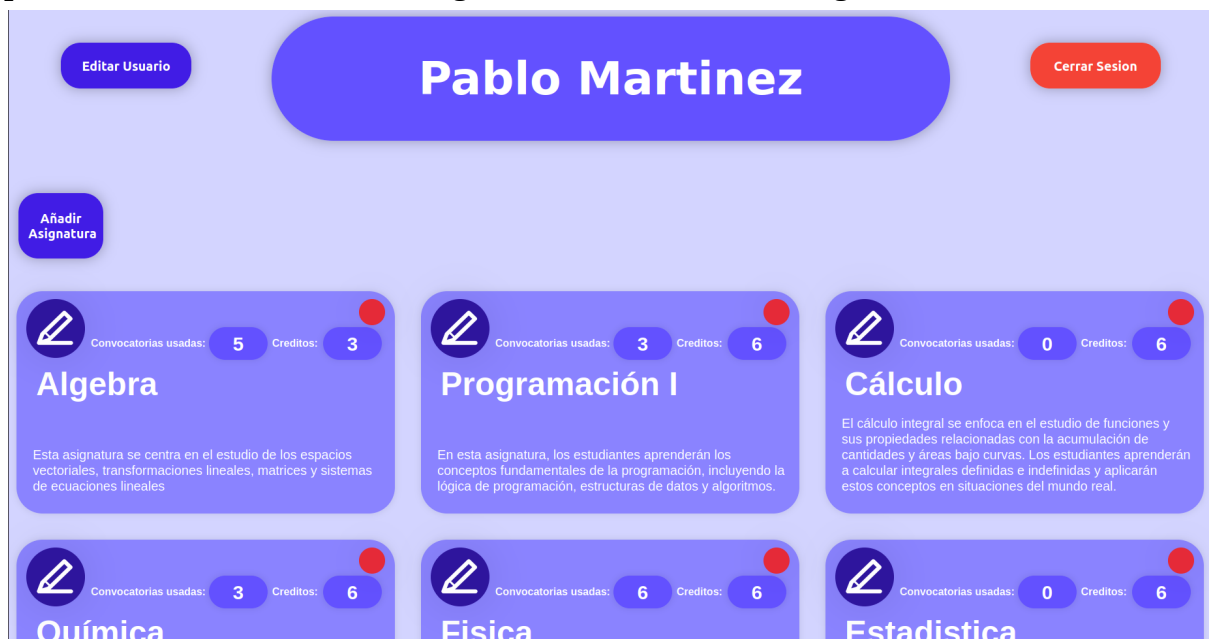 Editar Usuario
Pablo Martinez
Cerrar Sesion
Añadir
Asignatura
Convocatorias usadas: 5 Creditos: 3
Algebra
Esta asignatura se centra en el estudio de los espacios
vectoriales, transformaciones lineales, matrices y sistemas
de ecuaciones lineales
Convocatorias usadas: 3 Creditos: 6
Programación I
En esta asignatura, los estudiantes aprenderán los
conceptos fundamentales de la programación, incluyendo la
lógica de programación, estructuras de datos y algoritmos.
Convocatorias usadas: 0 Creditos: 6
Cálculo
El cálculo integral se enfoca en el estudio de funciones y
sus propiedades relacionadas con la acumulación de
cantidades y áreas bajo curvas. Los estudiantes aprenderán
a calcular integrales definidas e indefinidas y aplicarán
estos conceptos en situaciones del mundo real.
Convocatorias usadas: 3 Creditos: 6
Química
Convocatorias usadas: 6 Creditos: 6
Fisica
Convocatorias usadas: 0 Creditos: 6
Estadistica